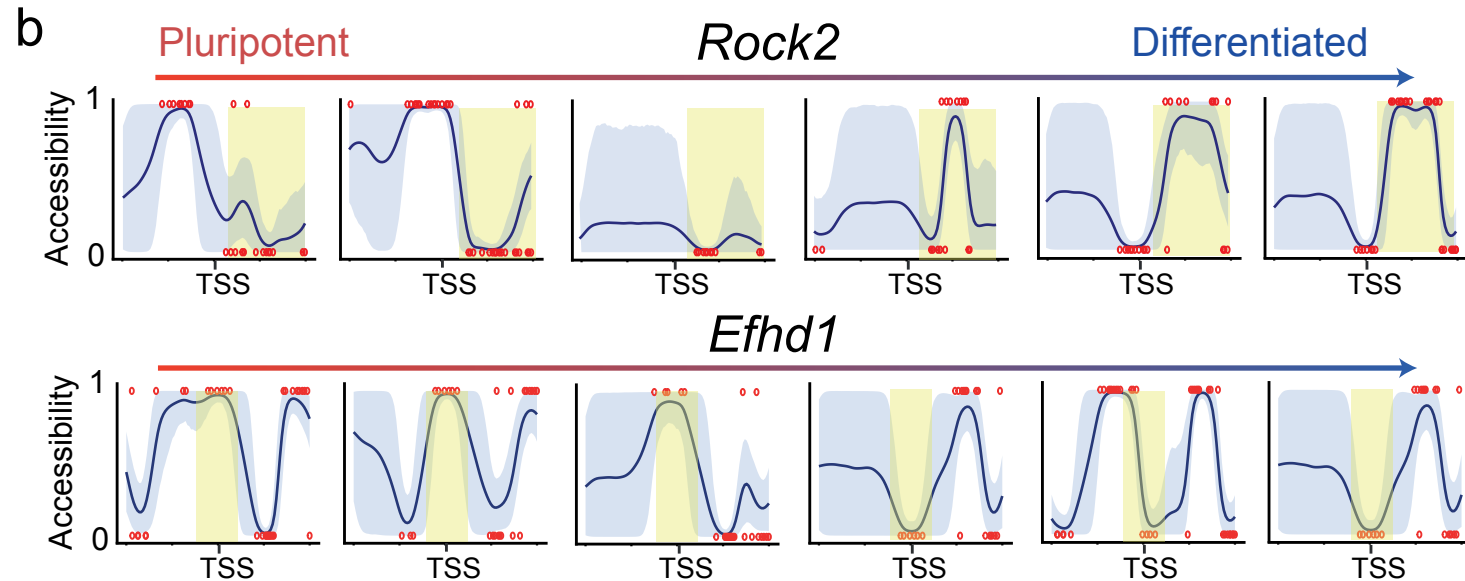 b
Rock2
Pluripotent
Differentiated
Accessibility
1
0
TSS TSS TSS TSS TSS TSS
Efhd1
Accessibility
1
0
TSS TSS TSS TSS TSS TSS